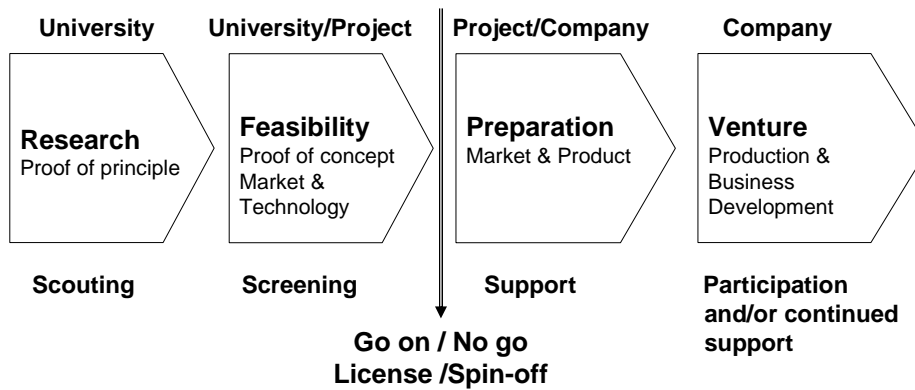 University
University/Project
Project/Company
Company
Research
Proof of principle
Feasibility
Proof of concept
Market &
Technology
Preparation
Market & Product
Venture
Production &
Business
Development
Scouting
Screening
Support
Participation
and/or continued
support
Go on / No go
License /Spin-off